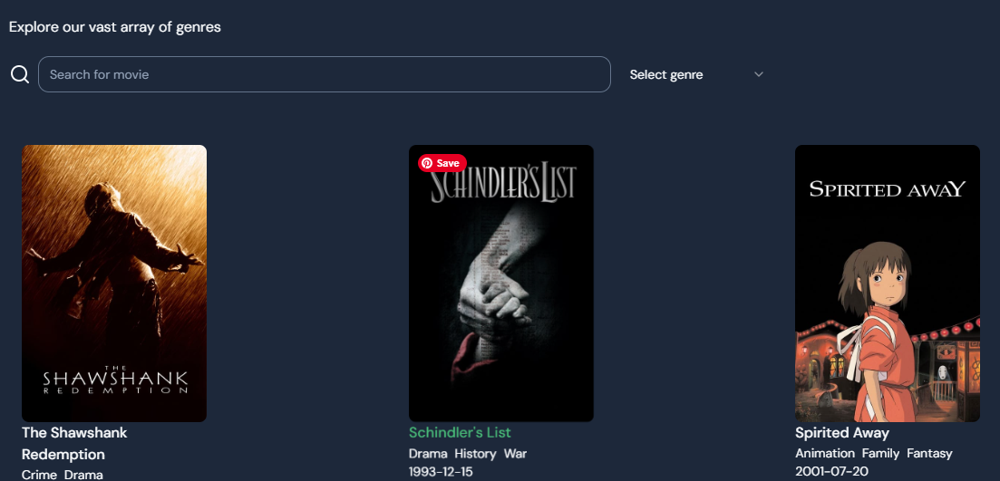 Explore our vast array of genres
Search for movie
Select genre
THE
SHAWSHANK
REDEMPTION
The Shawshank
Redemption
Crime Drama
Save
SCHINDLER'S LIST
Schindler's List
Drama History War
1993-12-15
SPIRITED AWAY
Spirited Away
Animation Family Fantasy
2001-07-20